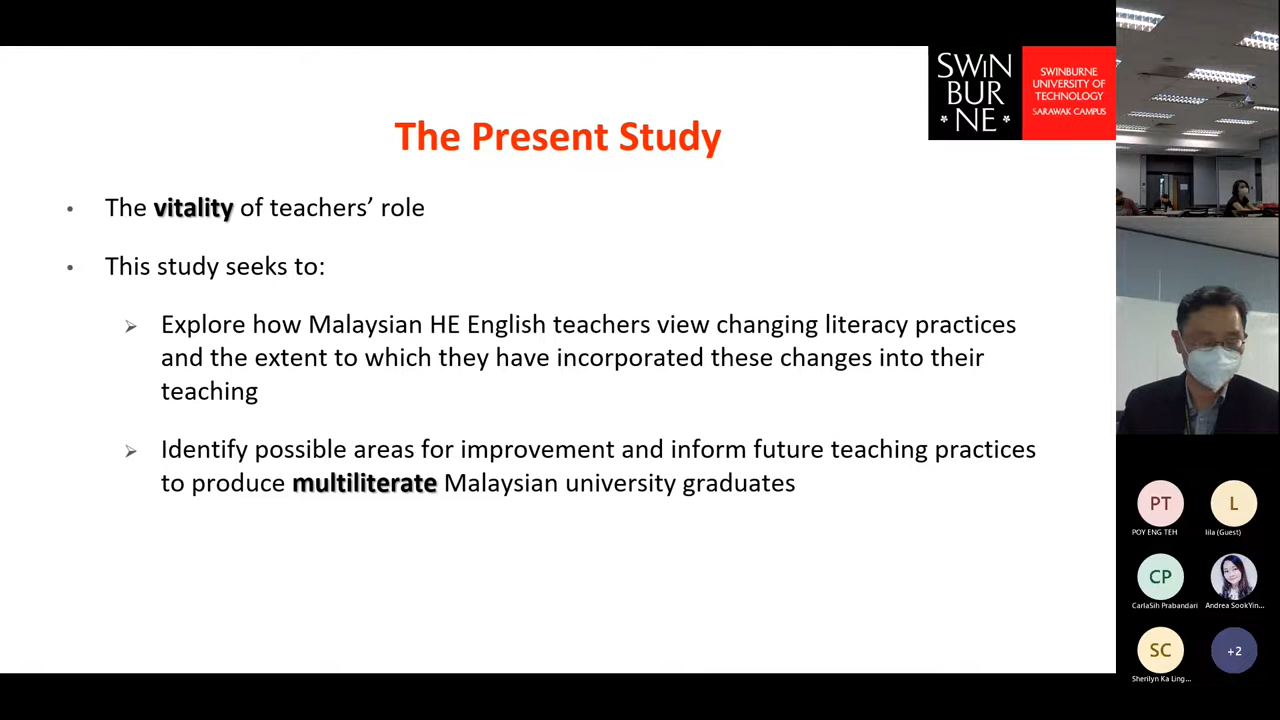 SWIN
BUR
NE
SWINBURNE
UNIVERSITY OF
TECHNOLOGY
SARAWAK CAMPUS
The Present Study
• The vitality of teachers’ role
• This study seeks to:
➢ Explore how Malaysian HE English teachers view changing literacy practices
and the extent to which they have incorporated these changes into their
teaching
➢ Identify possible areas for improvement and inform future teaching practices
to produce multiliterate Malaysian university graduates
PT
L
POY ENG TEH
lila (Guest)
CP
CarlaSih Prabandari
Andrea SookYin...
SC
+2
Sherilyn Ka Ling...